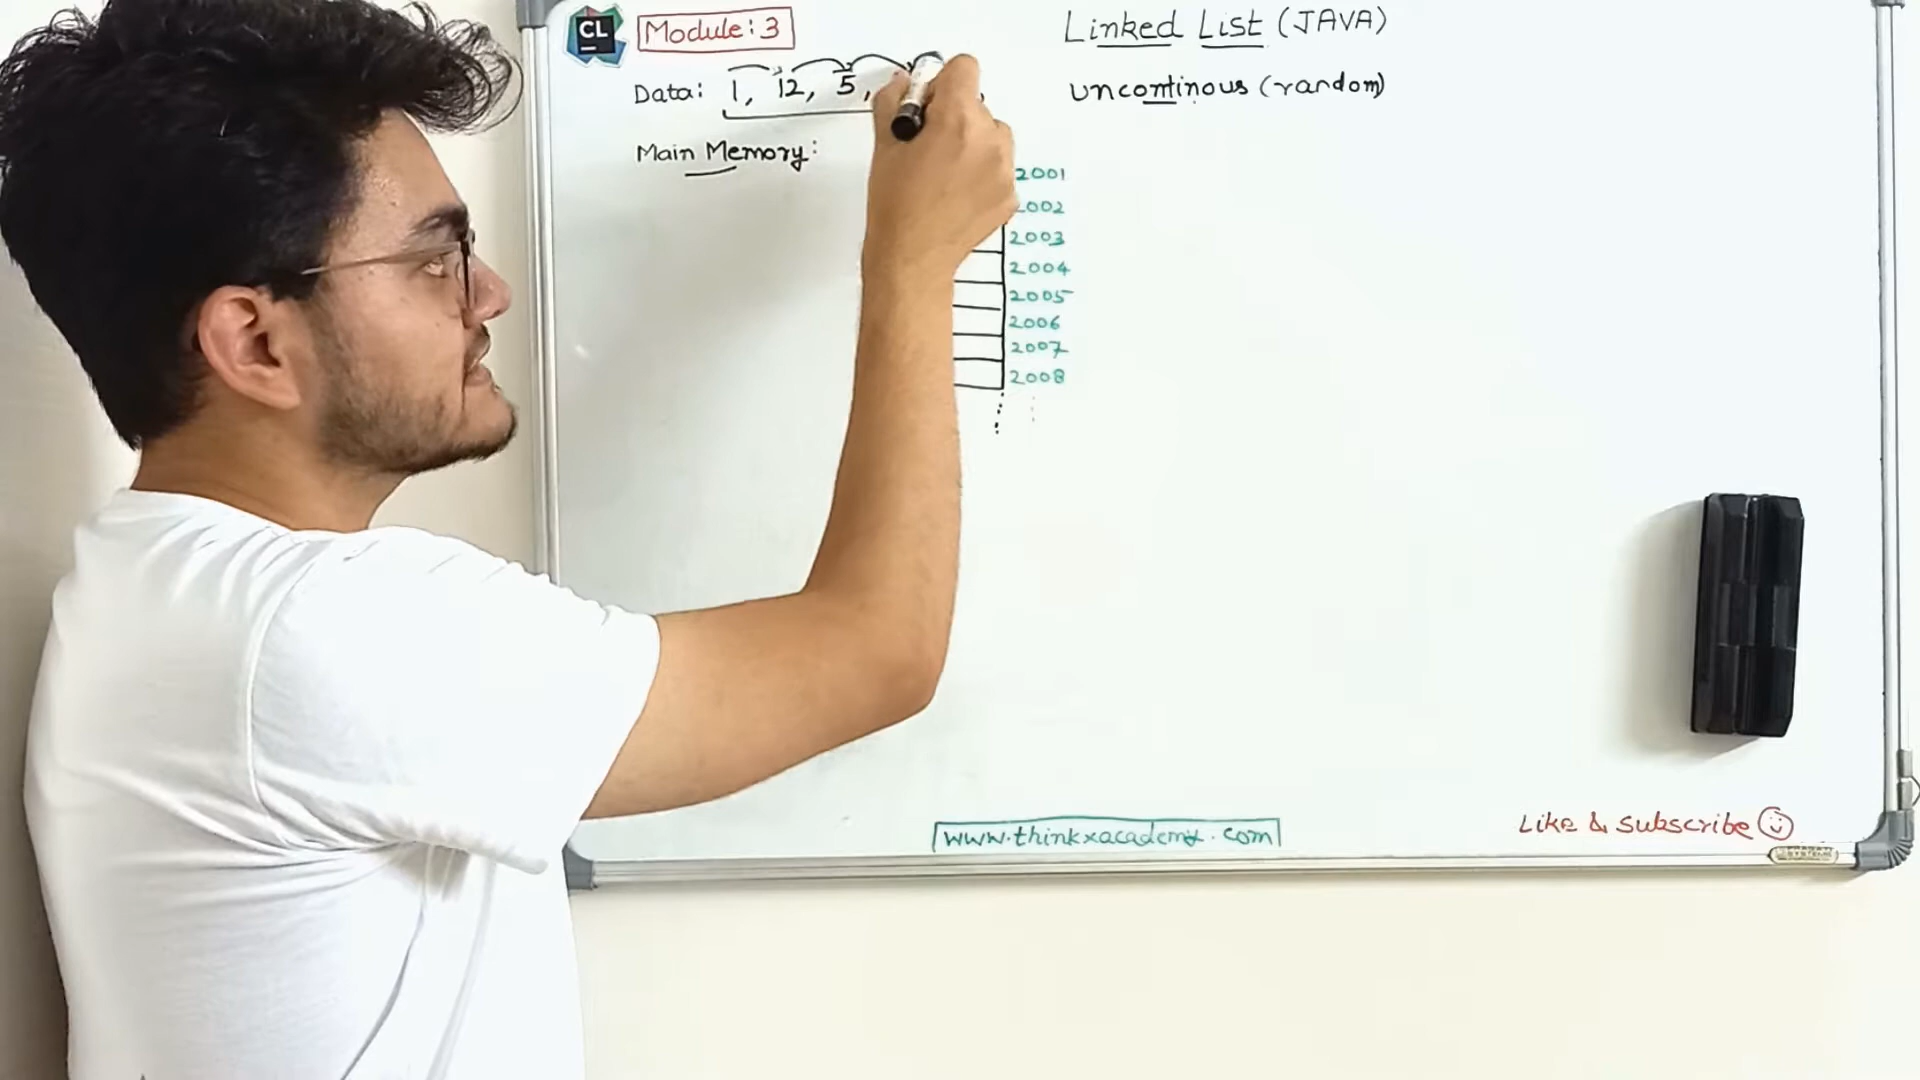 CL
Module: 3
Linked List (JAVA)
Data: 1, 12, 5,
uncontinous (random)
Main Memory:
2001
2002
2003
2004
2005
2006
2007
2008
www.thinkxacademy.com
Like & Subscribe